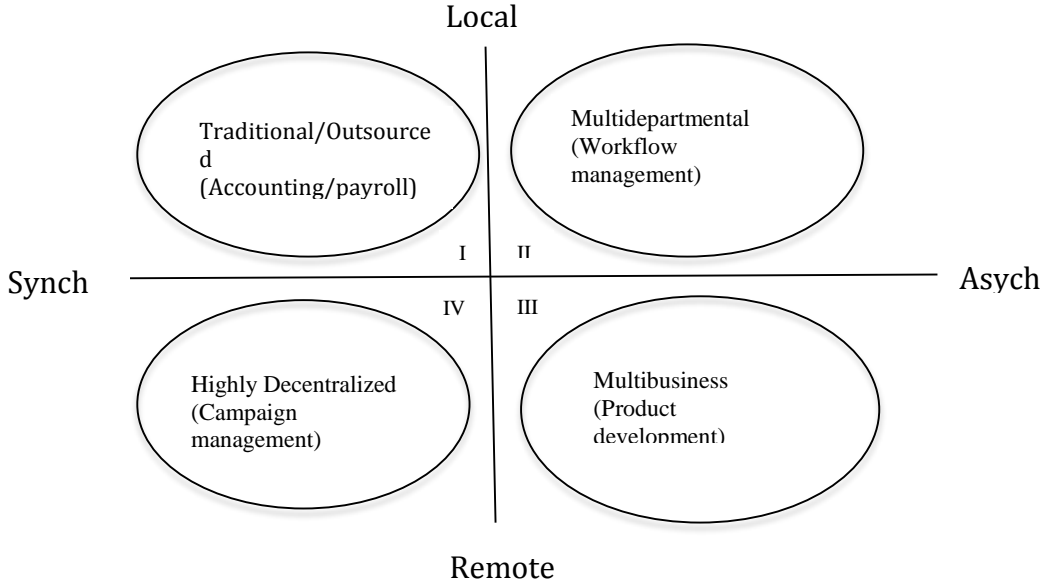 Local
Traditional/Outsource
d
(Accounting/payroll)
Multidepartmental
(Workflow
management)
I
II
Synch
Asych
IV
III
Highly Decentralized
(Campaign
management)
Multibusiness
(Product
development)
Remote